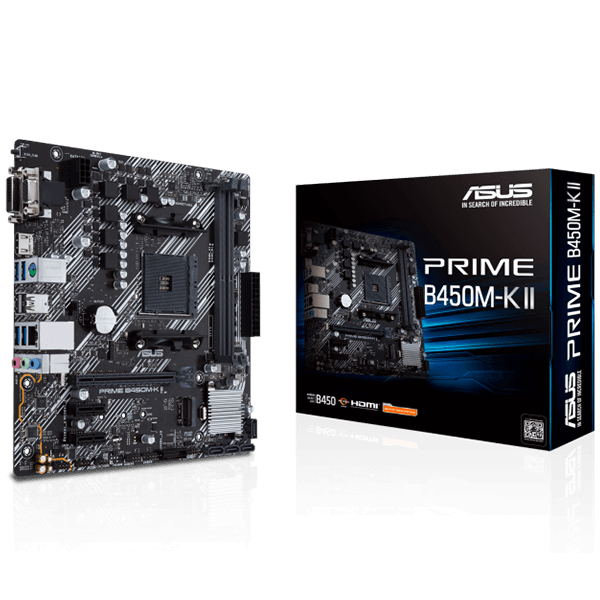 ASUS
PRIME B450M-K II
ASUS
IN SEARCH OF INCREDIBLE
PRIME
B450M-K II
B450
HDMI
ASUS
IN SEARCH OF INCREDIBLE
PRIME B450M-K II